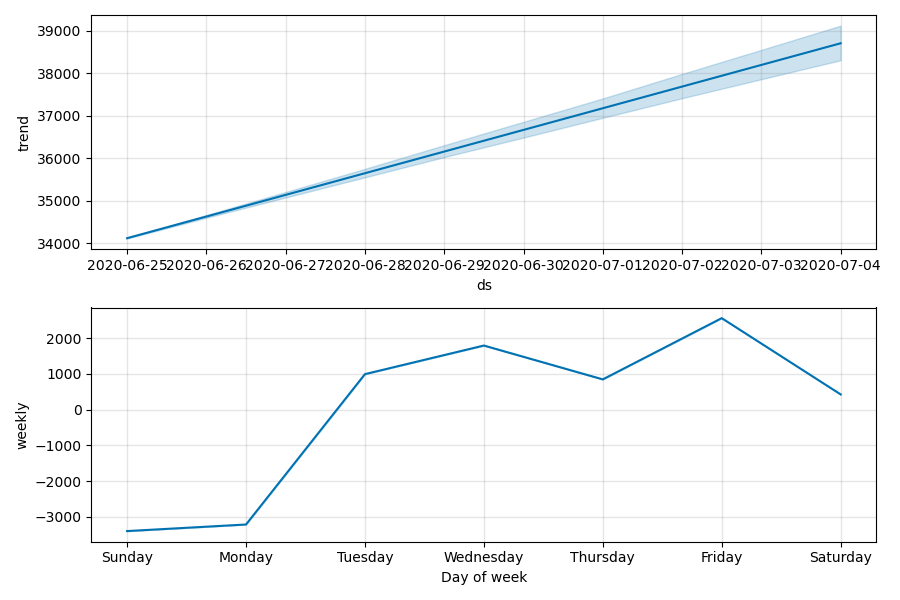 39000
38000
37000
36000
35000
34000
trend
2020-06-25 2020-06-26 2020-06-27 2020-06-28 2020-06-29 2020-06-30 2020-07-01 2020-07-02 2020-07-03 2020-07-04
ds
2000
1000
0
−1000
−2000
−3000
weekly
Sunday Monday Tuesday Wednesday Thursday Friday Saturday
Day of week